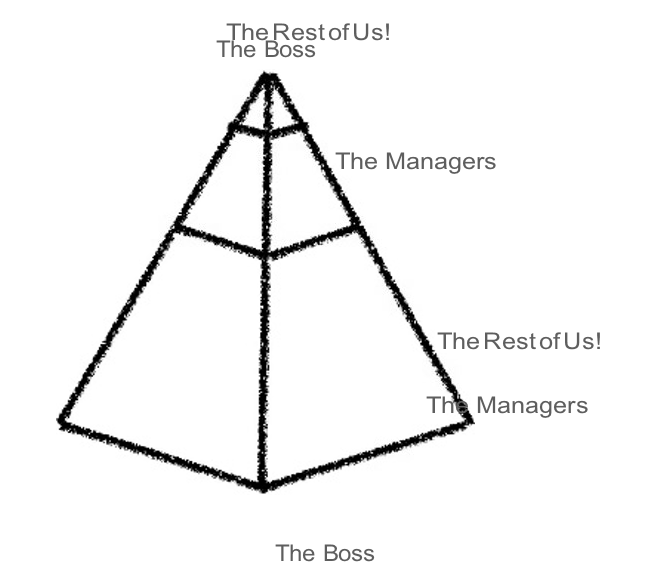 The Rest of Us!
The Boss
The Managers
The Rest of Us!
The Managers
The Boss